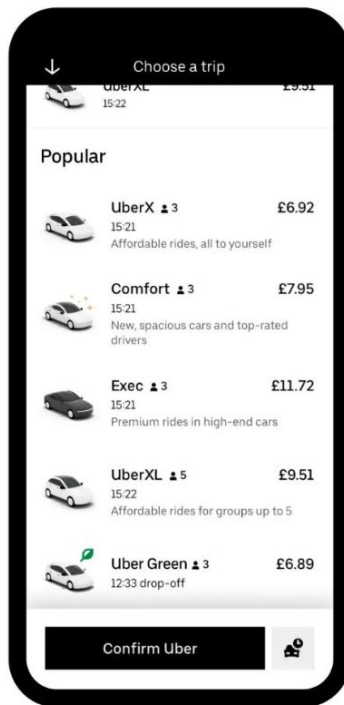 Choose a trip
UberXL £9.51
15:22
Popular
UberX 3 £6.92
15:21
Affordable rides, all to yourself
Comfort 3 £7.95
15:21
New, spacious cars and top-rated
drivers
Exec 3 £11.72
15:21
Premium rides in high-end cars
UberXL 5 £9.51
15:22
Affordable rides for groups up to 5
Uber Green 3 £6.89
12:33 drop-off
Confirm Uber